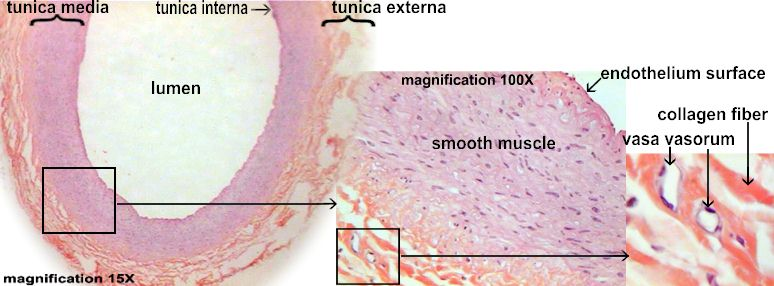 tunica media
tunica interna
tunica externa
lumen
magnification 15X
magnification 100X
endothelium surface
smooth muscle
collagen fiber
vasa vasorum